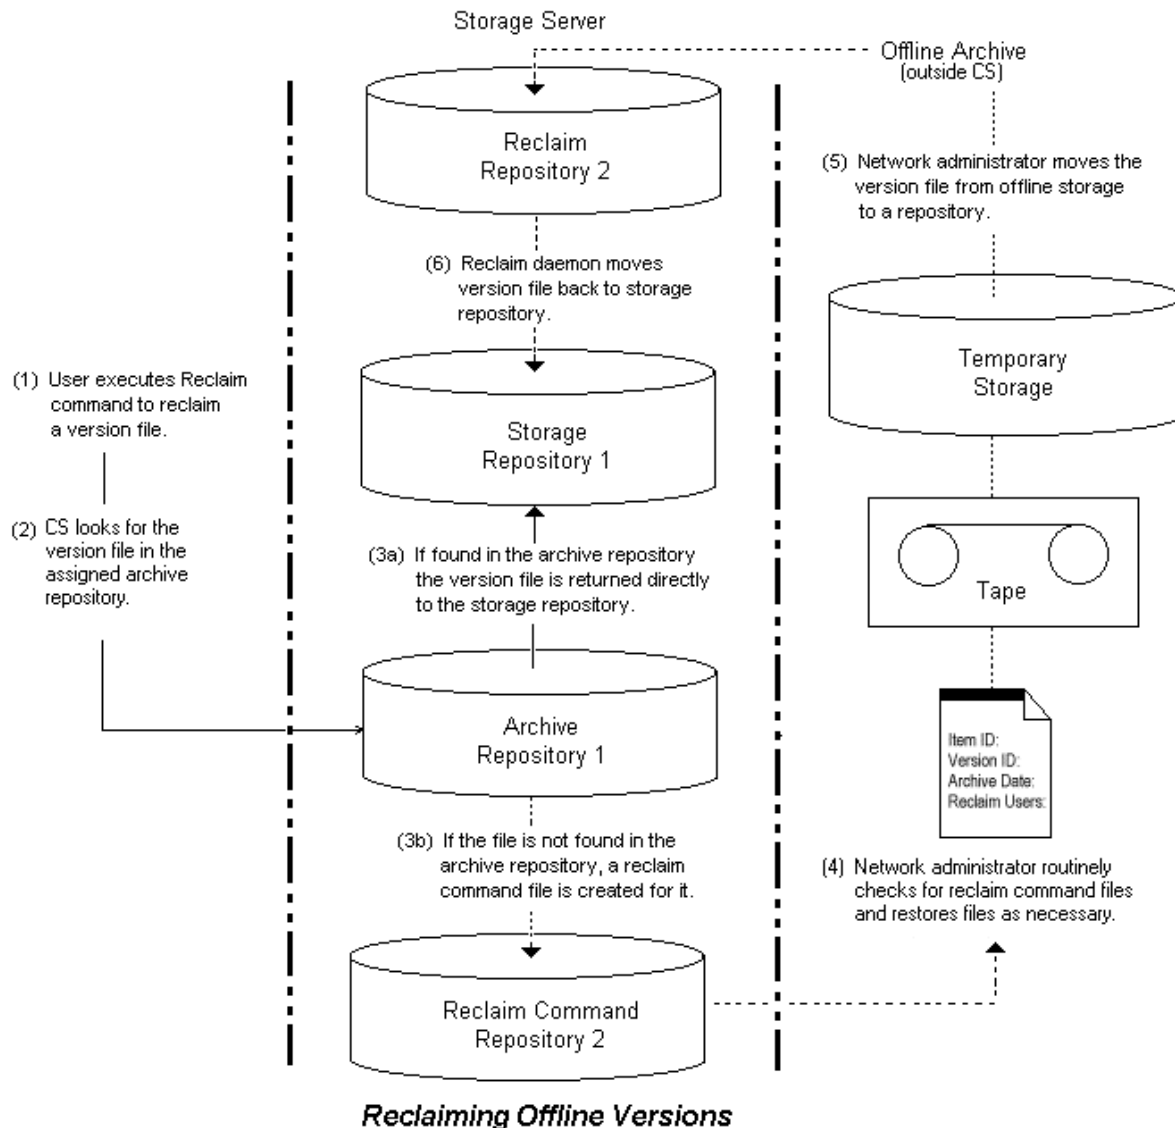 Storage Server
Offline Archive
(outside CS)
Reclaim
Repository 2
(5) Network administrator moves the
version file from offline storage
to a repository.
(6) Reclaim daemon moves
version file back to storage
repository.
Temporary
Storage
(1) User executes Reclaim
command to reclaim
a version file.
Storage
Repository 1
(2) CS looks for the
version file in the
assigned archive
repository.
(3a) If found in the archive repository
the version file is returned directly
to the storage repository.
Tape
Archive
Repository 1
Item ID:
Version ID:
Archive Date:
Reclaim Users:
(3b) If the file is not found in the
archive repository, a reclaim
command file is created for it.
(4) Network administrator routinely
checks for reclaim command files
and restores files as necessary.
Reclaim Command
Repository 2
Reclaiming Offline Versions